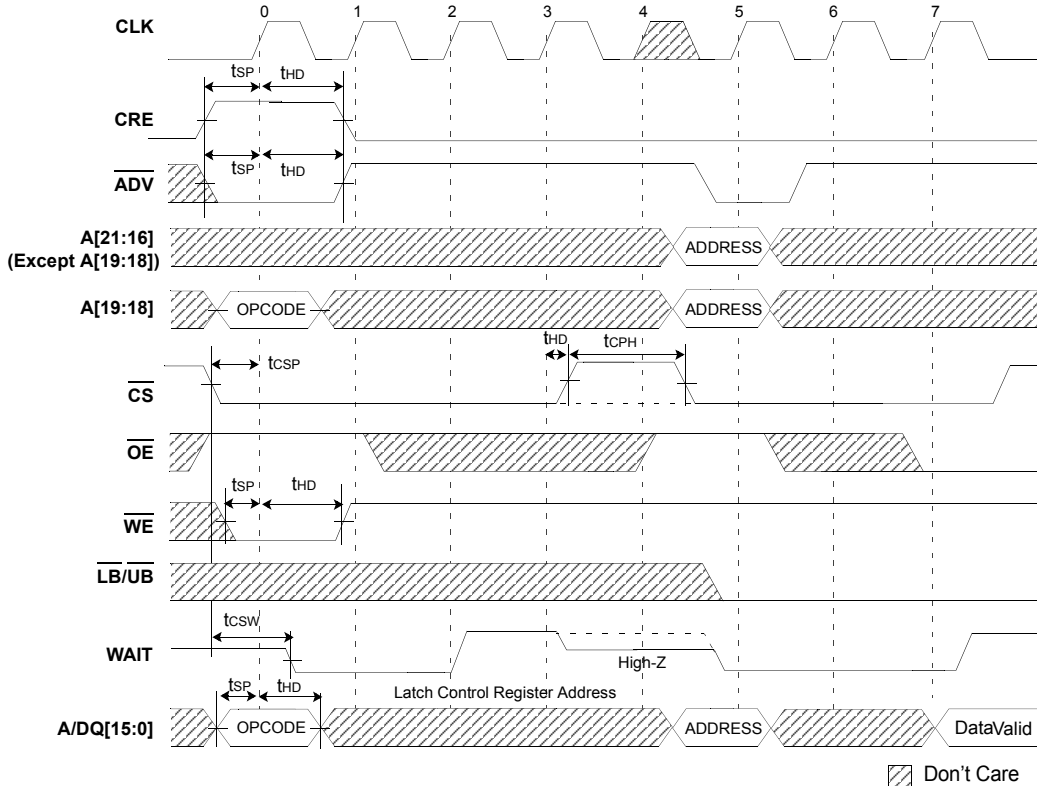 0 1 2 3 4 5 6 7
CLK
tSP tHD
CRE
tSP tHD
ADV
A[21:16]
(Except A[19:18])
ADDRESS
A[19:18]
OPCODE ADDRESS
tHD tCPH
tCSP
CS
OE
tSP tHD
WE
LB/UB
tCSW
WAIT
High-Z
tSP tHD
Latch Control Register Address
A/DQ[15:0]
OPCODE ADDRESS DataValid
Don't Care